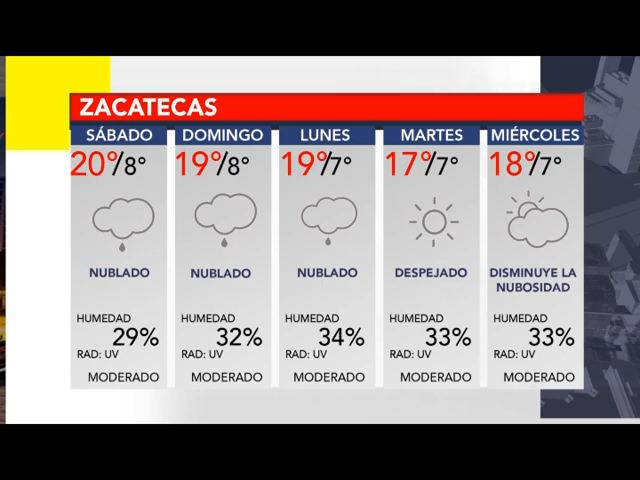 ZACATECAS
SÁBADO
20°/8°
NUBLADO
HUMEDAD
29%
RAD: UV
MODERADO
DOMINGO
19°/8°
NUBLADO
HUMEDAD
32%
RAD: UV
MODERADO
LUNES
19°/7°
NUBLADO
HUMEDAD
34%
RAD: UV
MODERADO
MARTES
17°/7°
DESPEJADO
HUMEDAD
33%
RAD: UV
MODERADO
MIÉRCOLES
18°/7°
DISMINUYE LA
NUBOSIDAD
HUMEDAD
33%
RAD: UV
MODERADO